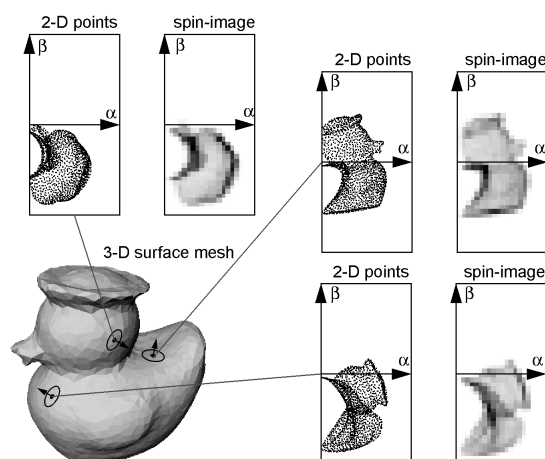 2-D points spin-image
β β
α α
2-D points spin-image
β β
α α
3-D surface mesh
2-D points spin-image
β β
α α